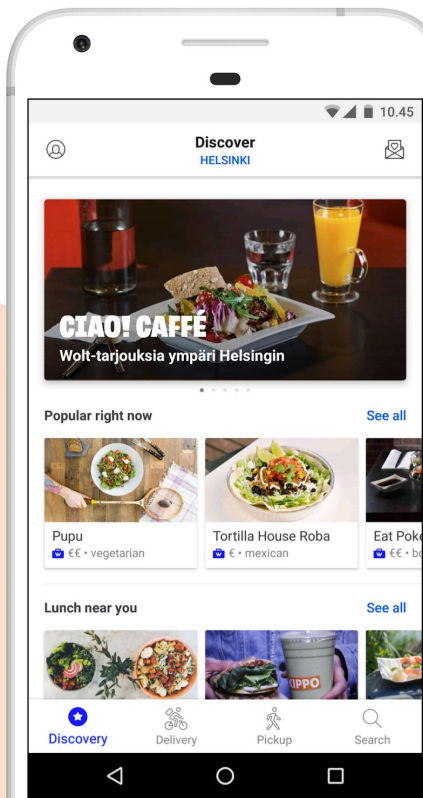 10.45
Discover
HELSINKI
CIAO! CAFFÉ
Wolt-tarjouksia ympäri Helsingin
Popular right now
See all
Pupu
€€ • vegetarian
Tortilla House Roba
€ • mexican
Eat Poke
€€ •
Lunch near you
See all
KIPPO
Discovery
Delivery
Pickup
Search